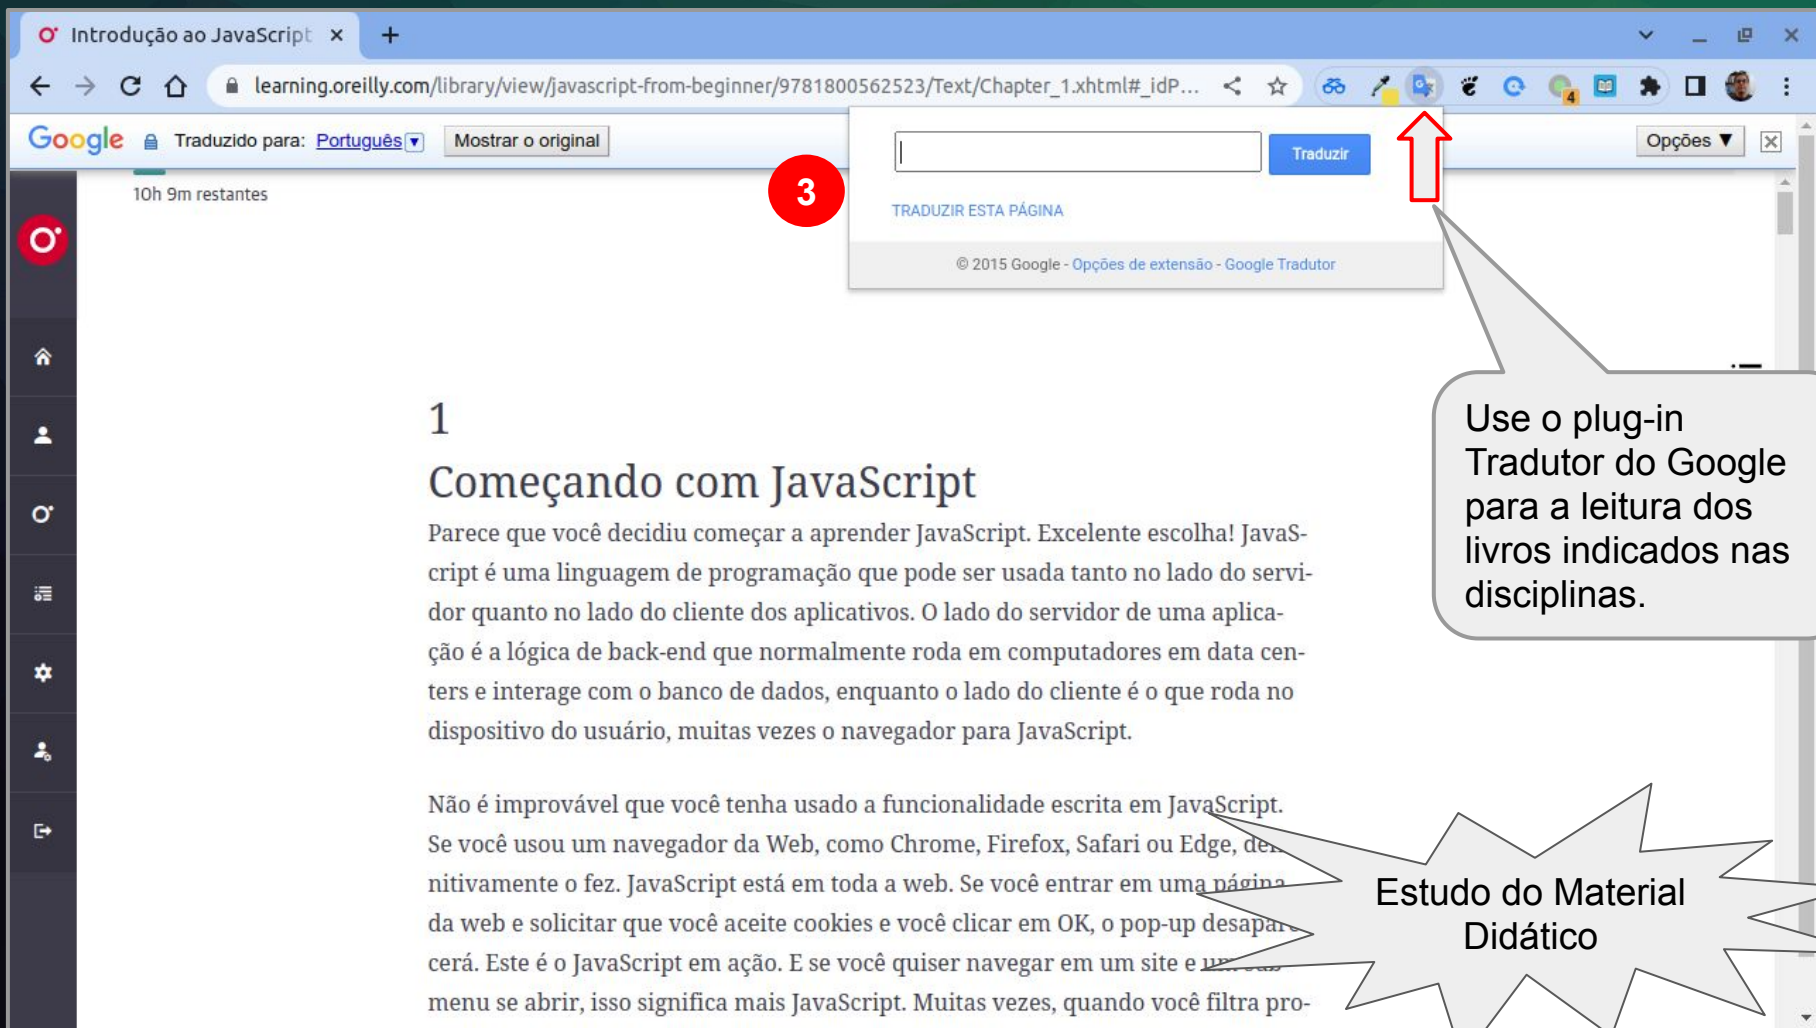 Introdução ao JavaScript
learning.oreilly.com/library/view/javascript-from-beginner/9781800562523/Text/Chapter_1.xhtml#_idP...
4
Google Traduzido para: Português Mostrar o original
Opções ▼
Traduzir
TRADUZIR ESTA PÁGINA
© 2015 Google - Opções de extensão - Google Tradutor
3
10h 9m restantes
Use o plug-in
Tradutor do Google
para a leitura dos
livros indicados nas
disciplinas.
1
Começando com JavaScript
Parece que você decidiu começar a aprender JavaScript. Excelente escolha! JavaS-
cript é uma linguagem de programação que pode ser usada tanto no lado do servi-
dor quanto no lado do cliente dos aplicativos. O lado do servidor de uma aplica-
ção é a lógica de back-end que normalmente roda em computadores em data cen-
ters e interage com o banco de dados, enquanto o lado do cliente é o que roda no
dispositivo do usuário, muitas vezes o navegador para JavaScript.
Não é improvável que você tenha usado a funcionalidade escrita em JavaScript.
Se você usou um navegador da Web, como Chrome, Firefox, Safari ou Edge,
nitivamente o fez. JavaScript está em toda a web. Se você entrar em uma página
da web e solicitar que você aceite cookies e você clicar em OK, o pop-up
cerá. Este é o JavaScript em ação. E se você quiser navegar em um site e
menu se abrir, isso significa mais JavaScript. Muitas vezes, quando você filtra pro-
Estudo do Material
Didático